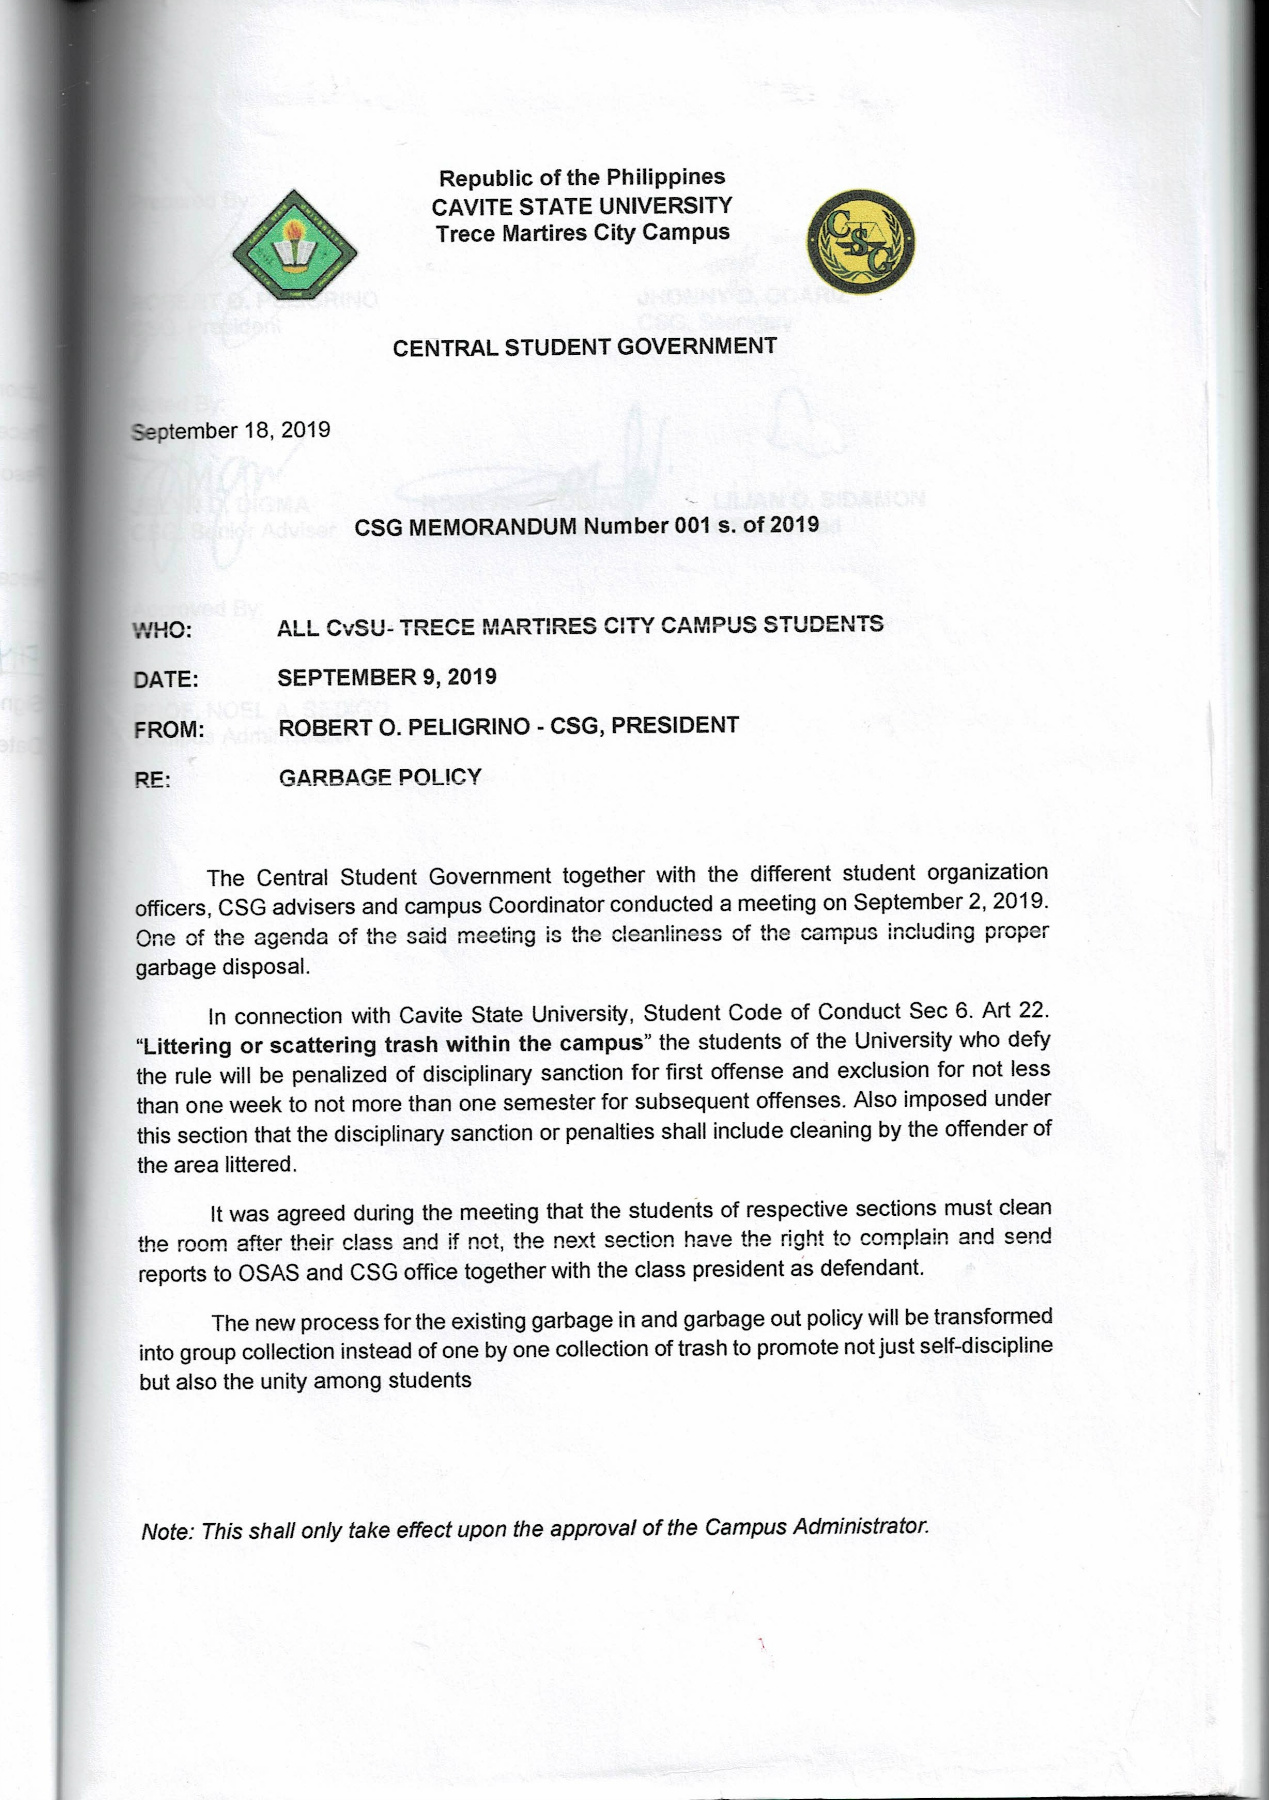 Republic of the Philippines
CAVITE STATE UNIVERSITY
Trece Martires City Campus
CSG
CENTRAL STUDENT GOVERNMENT
September 18, 2019
CSG MEMORANDUM Number 001 s. of 2019
WHO: ALL CvSU- TRECE MARTIRES CITY CAMPUS STUDENTS
DATE: SEPTEMBER 9, 2019
FROM: ROBERT O. PELIGRINO - CSG, PRESIDENT
RE: GARBAGE POLICY
The Central Student Government together with the different student organization
officers, CSG advisers and campus Coordinator conducted a meeting on September 2, 2019.
One of the agenda of the said meeting is the cleanliness of the campus including proper
garbage disposal.
In connection with Cavite State University, Student Code of Conduct Sec 6. Art 22.
“Littering or scattering trash within the campus” the students of the University who defy
the rule will be penalized of disciplinary sanction for first offense and exclusion for not less
than one week to not more than one semester for subsequent offenses. Also imposed under
this section that the disciplinary sanction or penalties shall include cleaning by the offender of
the area littered.
It was agreed during the meeting that the students of respective sections must clean
the room after their class and if not, the next section have the right to complain and send
reports to OSAS and CSG office together with the class president as defendant.
The new process for the existing garbage in and garbage out policy will be transformed
into group collection instead of one by one collection of trash to promote not just self-discipline
but also the unity among students
Note: This shall only take effect upon the approval of the Campus Administrator.